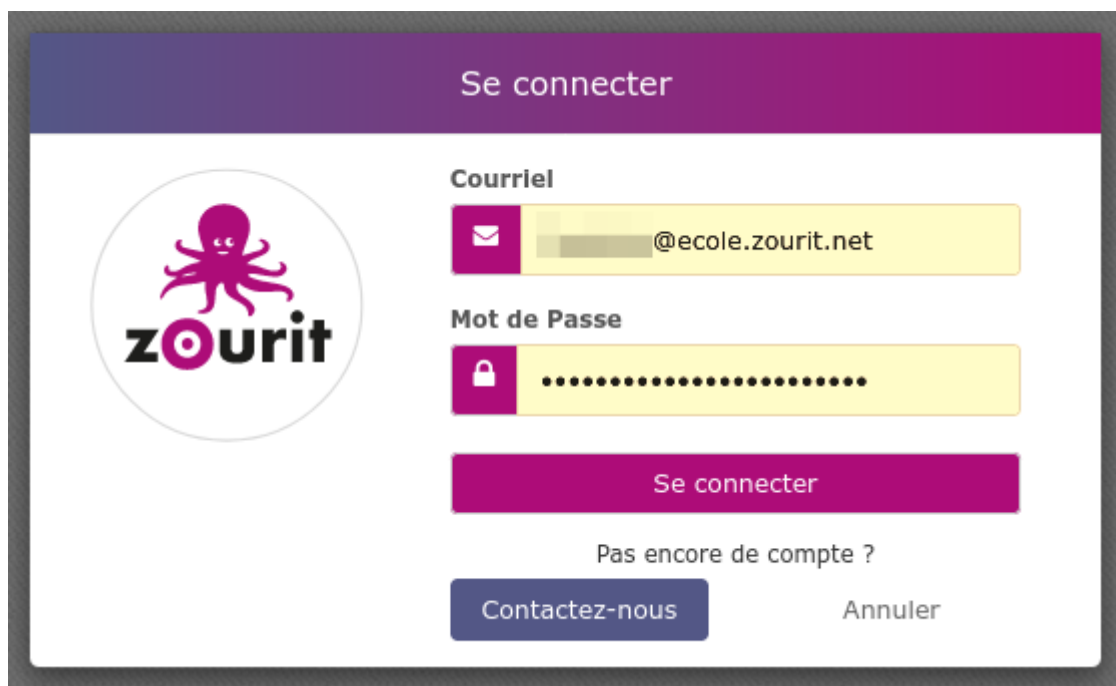 Se connecter
zourit
Courriel
@ecole.zourit.net
Mot de Passe
••••••••••••••••••••••••
Se connecter
Pas encore de compte ?
Contactez-nous
Annuler